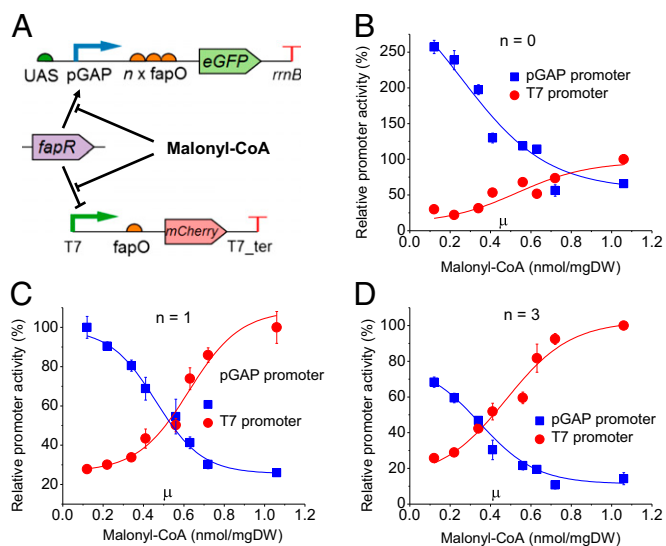 A
UAS pGAP n x fapO eGFP rrnB
fapR
Malonyl-CoA
T7 fapO mCherry T7_ter
B
n = 0
pGAP promoter
T7 promoter
Relative promoter activity (%)
250
200
150
100
50
0
0.0 0.2 0.4 0.6 0.8 1.0 1.2
μ
Malonyl-CoA (nmol/mgDW)
C
n = 1
pGAP promoter
T7 promoter
Relative promoter activity (%)
100
80
60
40
20
0
0.0 0.2 0.4 0.6 0.8 1.0 1.2
μ
Malonyl-CoA (nmol/mgDW)
D
n = 3
pGAP promoter
T7 promoter
Relative promoter activity (%)
100
80
60
40
20
0
0.0 0.2 0.4 0.6 0.8 1.0 1.2
μ
Malonyl-CoA (nmol/mgDW)